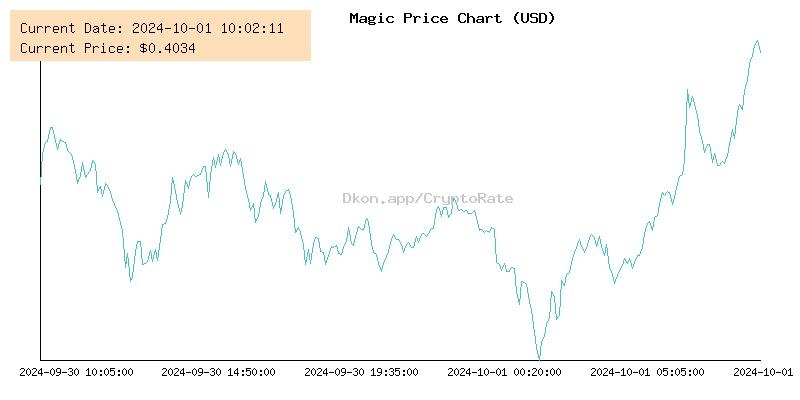 Magic Price Chart (USD)
Current Date: 2024-10-01 10:02:11
Current Price: $0.4034
Dkon.app/CryptoRate
2024-09-30 10:05:00 2024-09-30 14:50:00 2024-09-30 19:35:00 2024-10-01 00:20:00 2024-10-01 05:05:00 2024-10-01